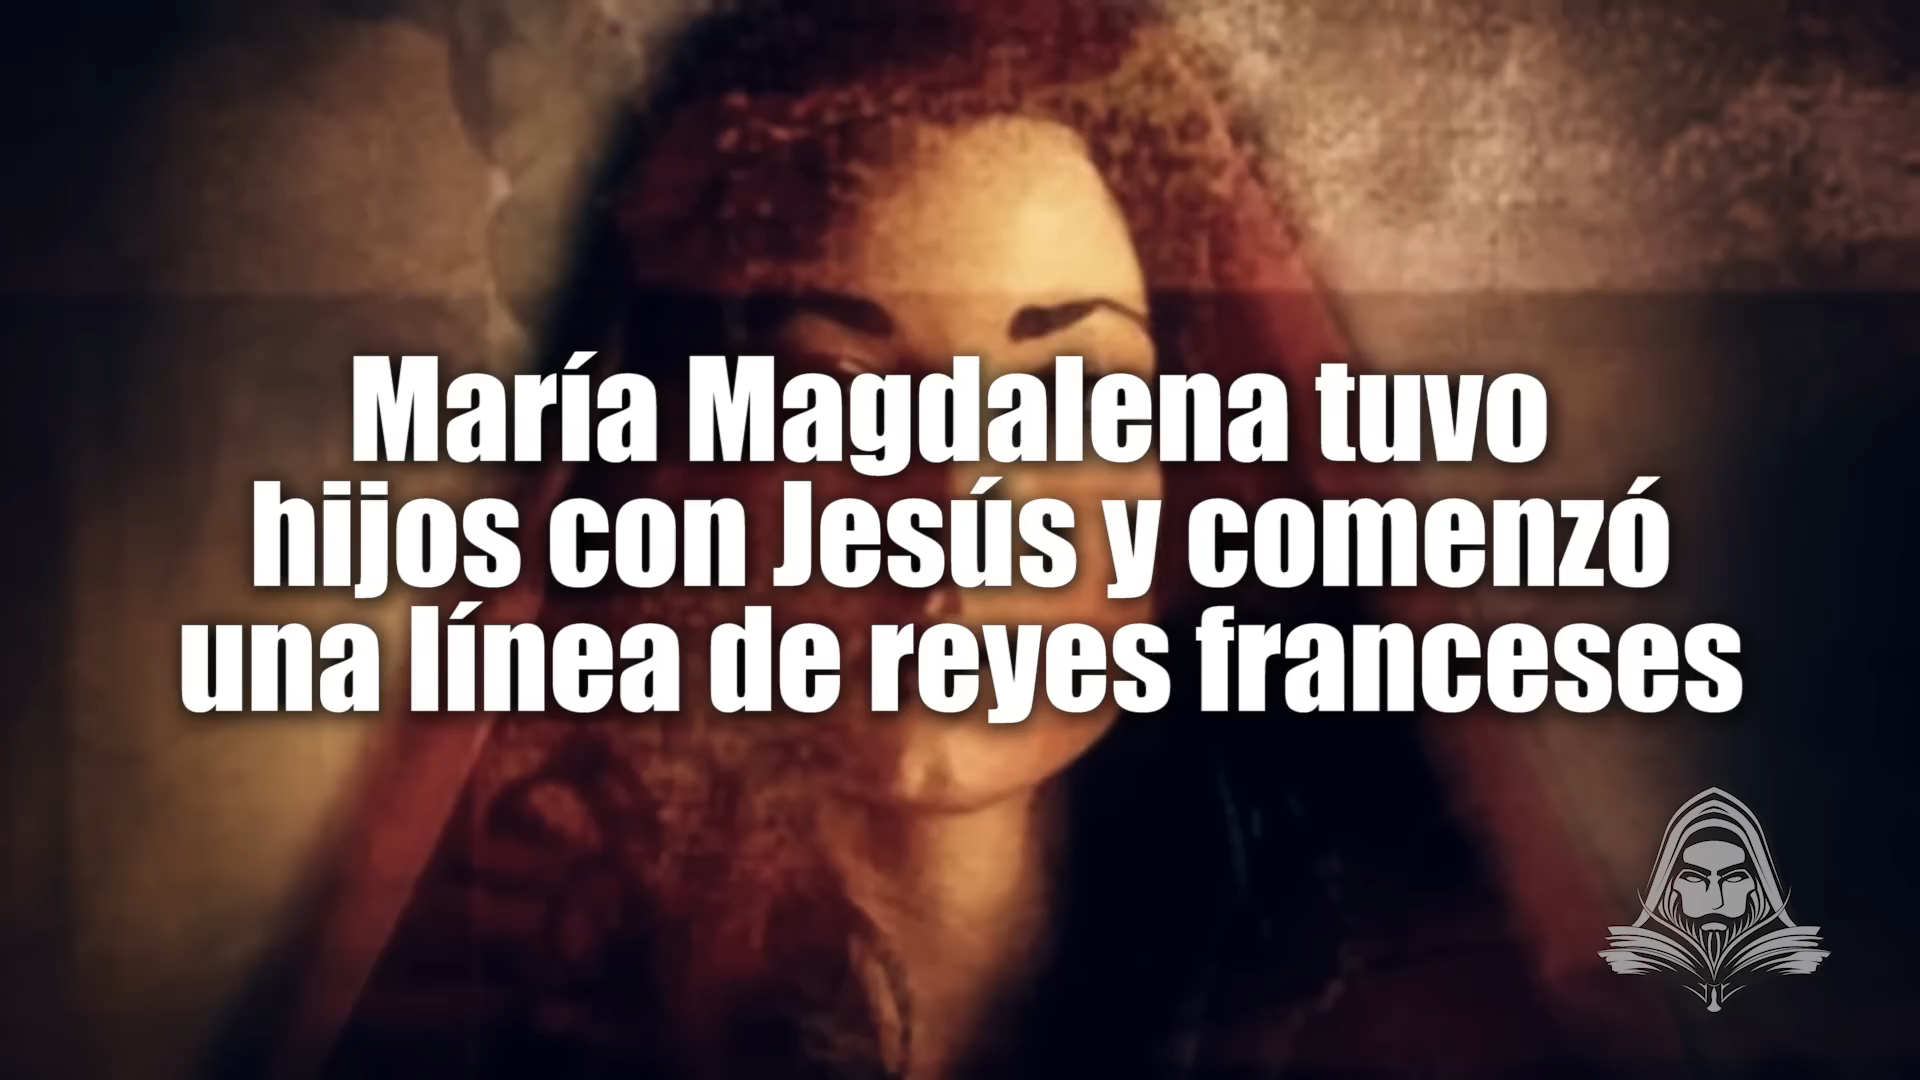 María Magdalena tuvo
hijos con Jesús y comenzó
una línea de reyes franceses